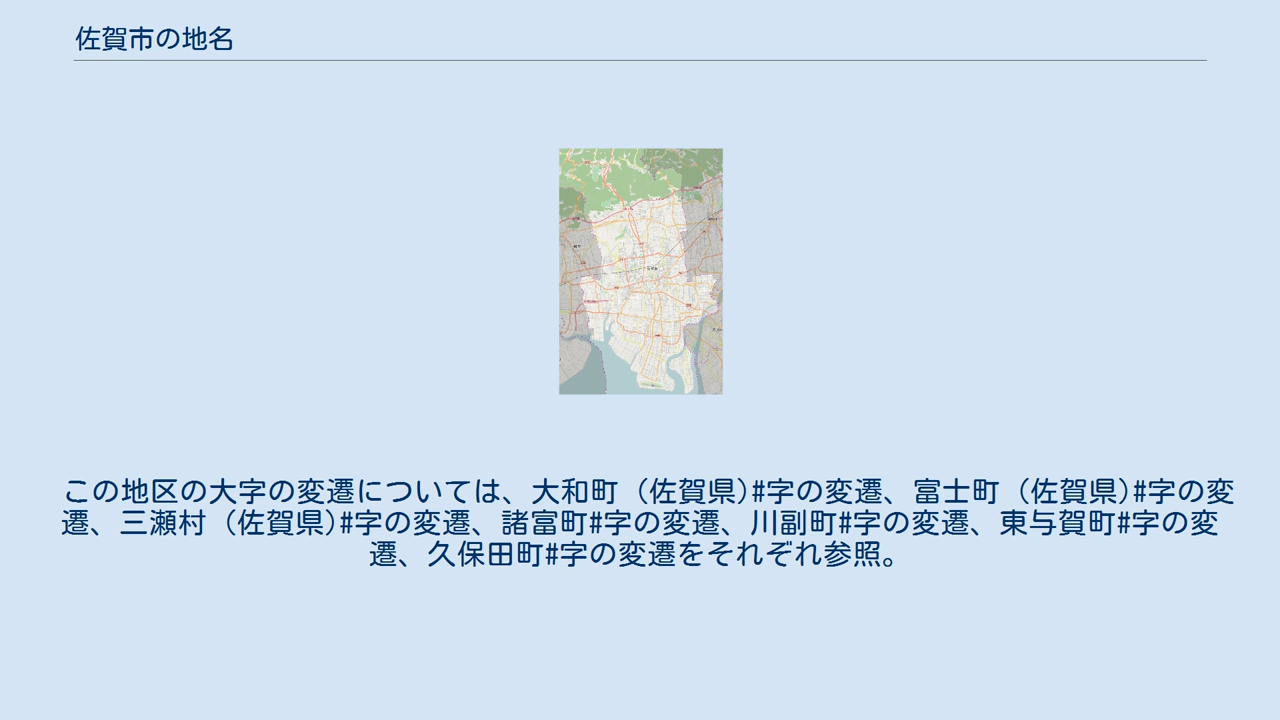 佐賀市の地名
この地区の大字の変遷については、大和町 (佐賀県)#字の変遷、富士町 (佐賀県)#字の変
遷、三瀬村 (佐賀県)#字の変遷、諸富町#字の変遷、川副町#字の変遷、東与賀町#字の変
遷、久保田町#字の変遷をそれぞれ参照。